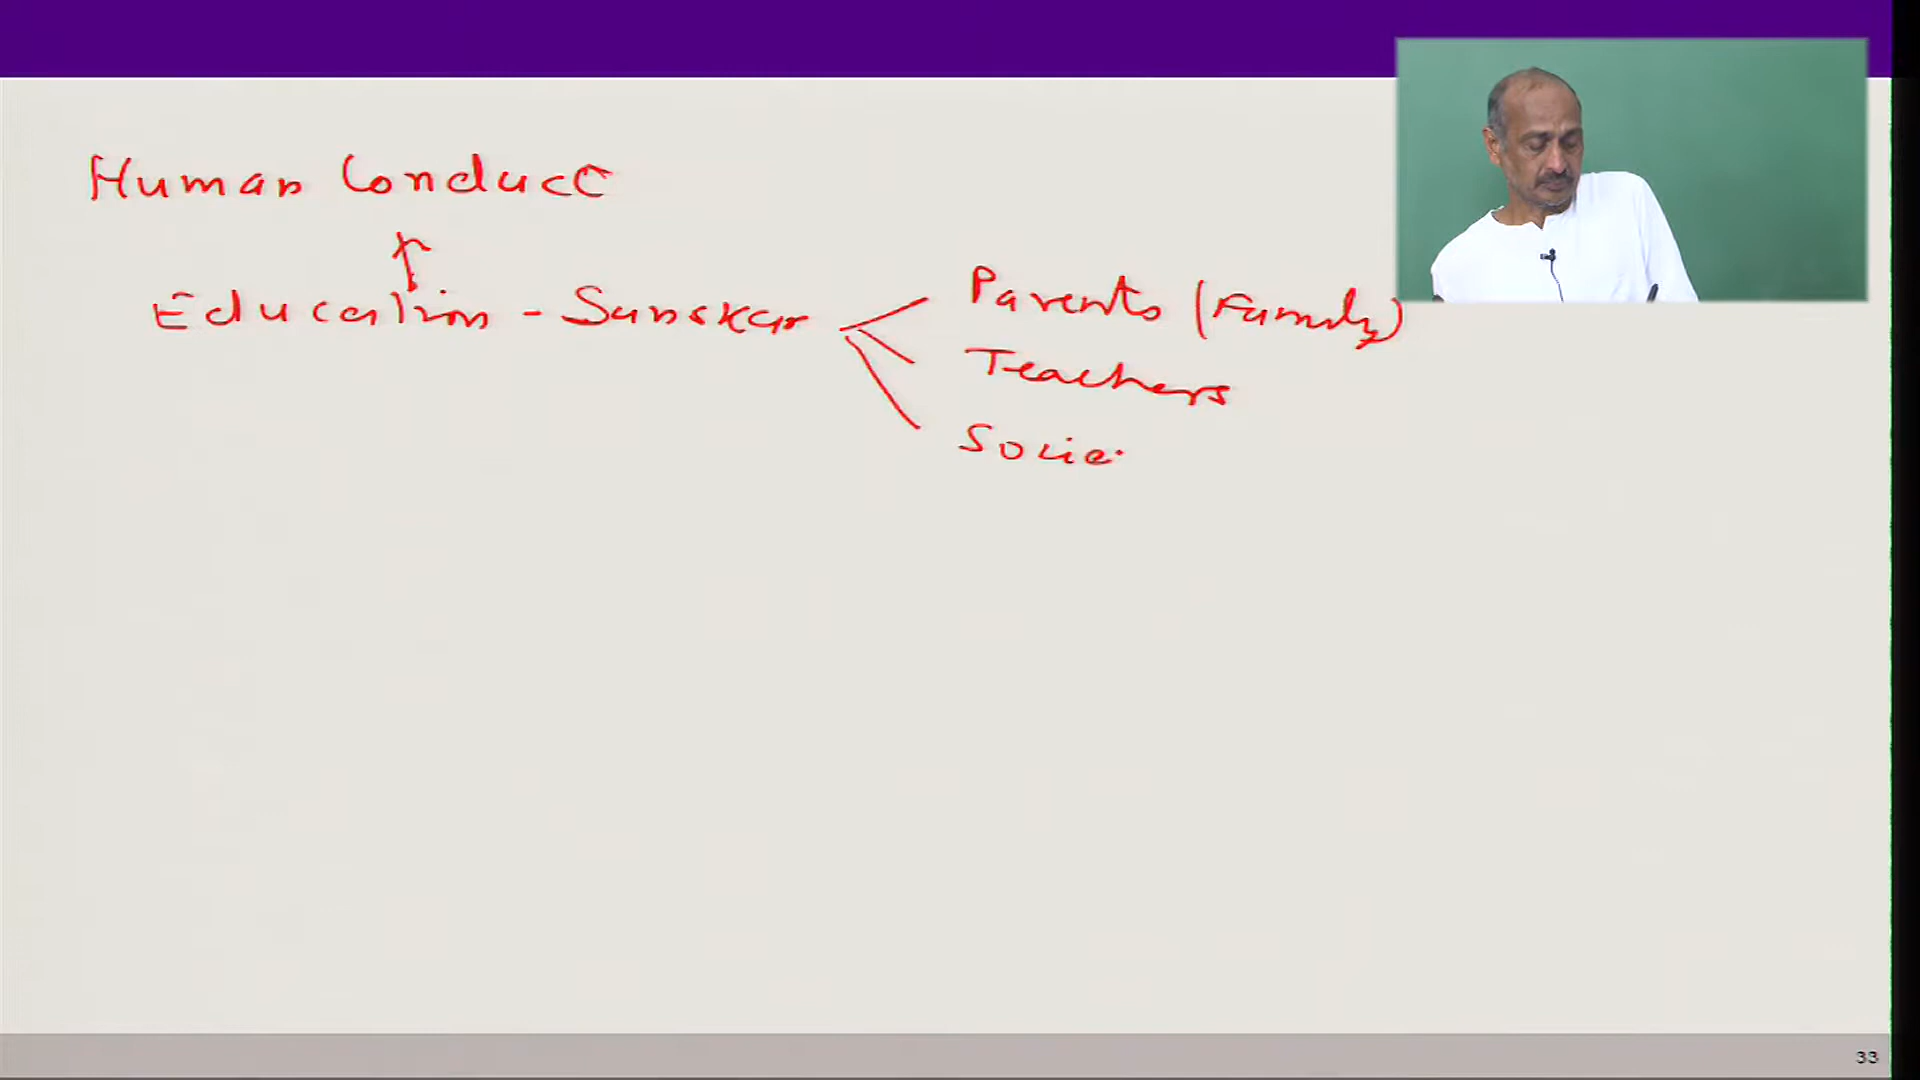 Human Conduct
Education - Sanskar
Parents (Family)
Teachers
Socie
33